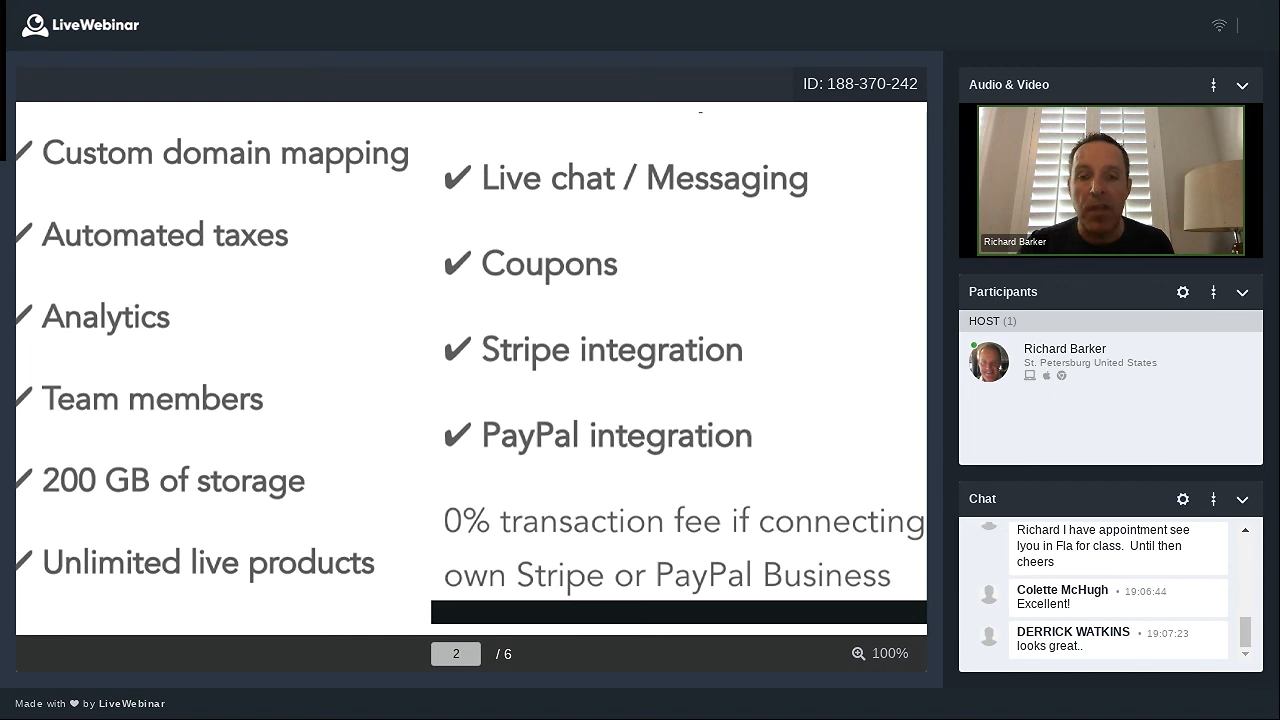 LiveWebinar
ID: 188-370-242
✔ Custom domain mapping
✔ Automated taxes
✔ Analytics
✔ Team members
✔ 200 GB of storage
✔ Unlimited live products
✔ Live chat / Messaging
✔ Coupons
✔ Stripe integration
✔ PayPal integration
0% transaction fee if connecting
own Stripe or PayPal Business
2 / 6
100%
Audio & Video
Richard Barker
Participants
HOST (1)
Richard Barker
St. Petersburg United States
Chat
Richard I have appointment see
Iyou in Fla for class. Until then
cheers
Colette McHugh • 19:06:44
Excellent!
DERRICK WATKINS • 19:07:23
looks great..
Made with ❤ by LiveWebinar